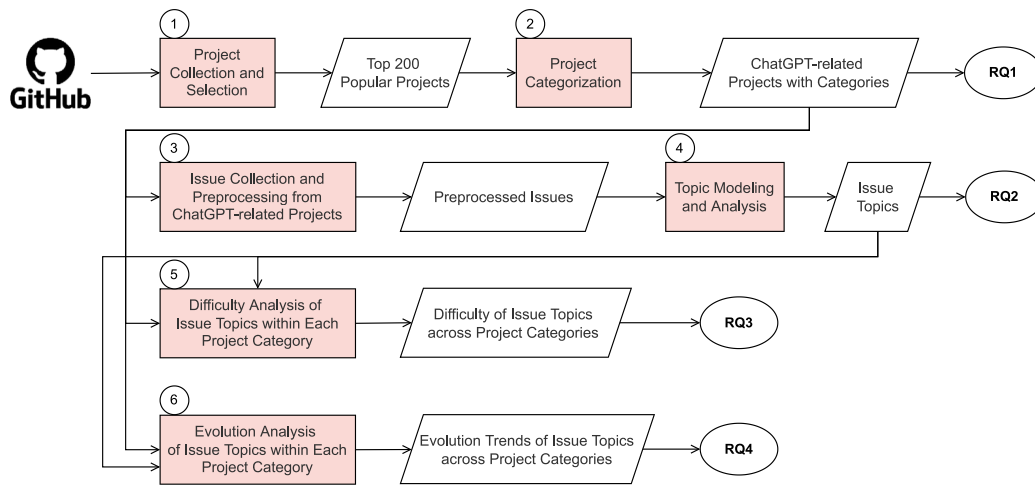 GitHub
1
Project
Collection and
Selection
Top 200
Popular Projects
2
Project
Categorization
ChatGPT-related
Projects with Categories
RQ1
3
Issue Collection and
Preprocessing from
ChatGPT-related Projects
Preprocessed Issues
4
Topic Modeling
and Analysis
Issue
Topics
RQ2
5
Difficulty Analysis of
Issue Topics within Each
Project Category
Difficulty of Issue Topics
across Project Categories
RQ3
6
Evolution Analysis
of Issue Topics within Each
Project Category
Evolution Trends of Issue Topics
across Project Categories
RQ4